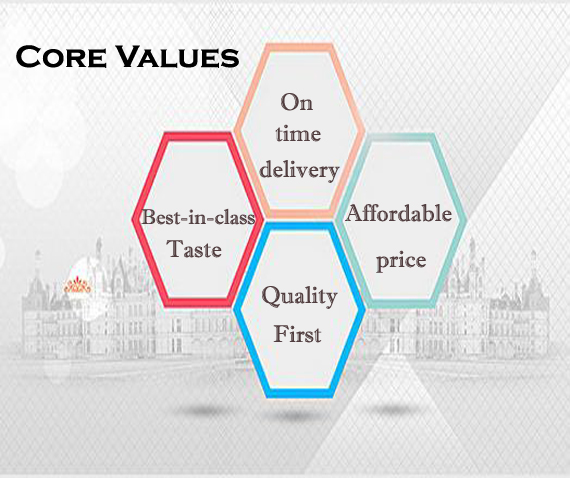 Core Values
On
time
delivery
Best-in-class
Taste
Affordable
price
Quality
First